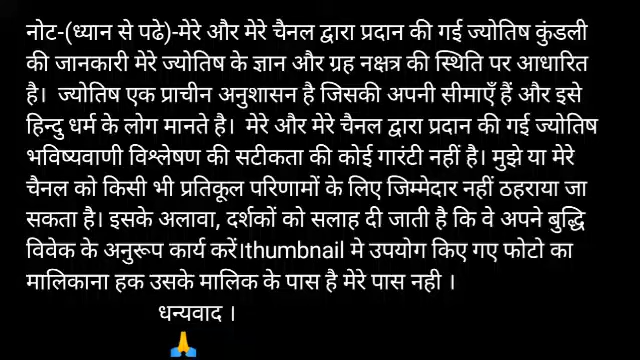 नोट-(ध्यान से पढे)-मेरे और मेरे चैनल द्वारा प्रदान की गई ज्योतिष कुंडली
की जानकारी मेरे ज्योतिष के ज्ञान और ग्रह नक्षत्र की स्थिति पर आधारित
है। ज्योतिष एक प्राचीन अनुशासन है जिसकी अपनी सीमाएँ हैं और इसे
हिन्दु धर्म के लोग मानते है। मेरे और मेरे चैनल द्वारा प्रदान की गई ज्योतिष
भविष्यवाणी विश्लेषण की सटीकता की कोई गारंटी नहीं है। मुझे या मेरे
चैनल को किसी भी प्रतिकूल परिणामों के लिए जिम्मेदार नहीं ठहराया जा
सकता है। इसके अलावा, दर्शकों को सलाह दी जाती है कि वे अपने बुद्धि
विवेक के अनुरूप कार्य करें।thumbnail मे उपयोग किए गए फोटो का
मालिकाना हक उसके मालिक के पास है मेरे पास नही ।
धन्यवाद ।
🙏